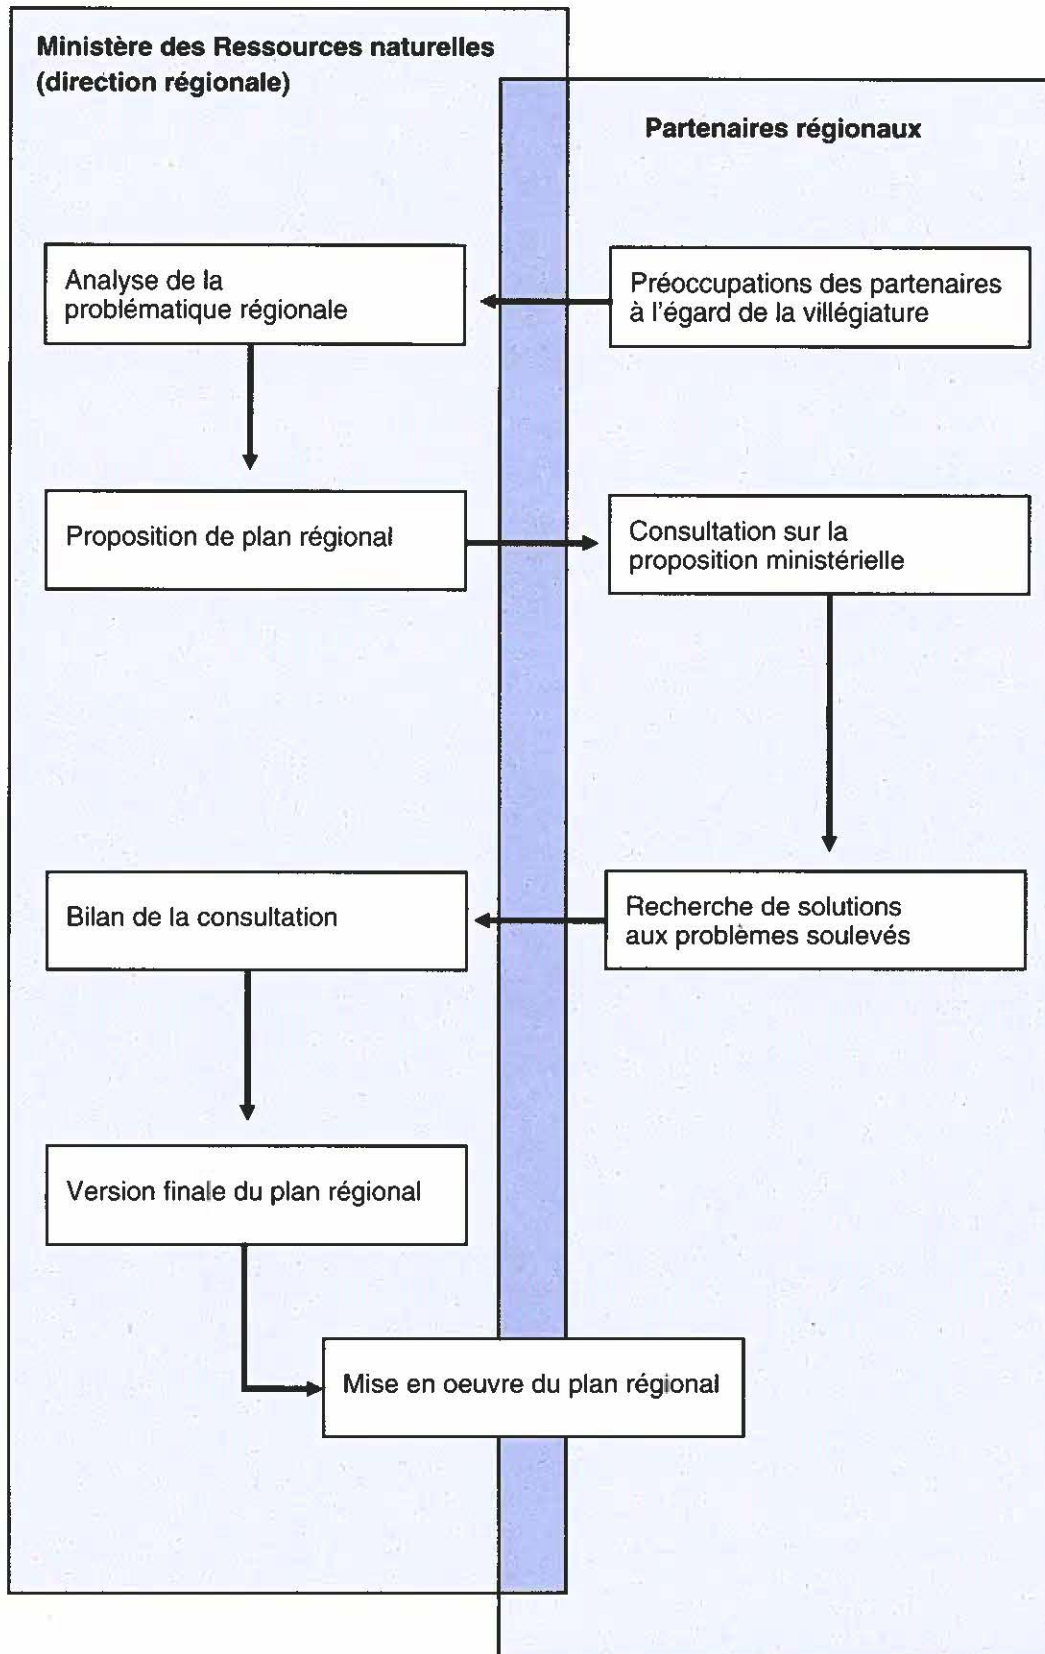 Ministère des Ressources naturelles
(direction régionale)
Partenaires régionaux
Analyse de la
problématique régionale
Préoccupations des partenaires
à l'égard de la villégiature
Proposition de plan régional
Consultation sur la
proposition ministérielle
Bilan de la consultation
Recherche de solutions
aux problèmes soulevés
Version finale du plan régional
Mise en oeuvre du plan régional